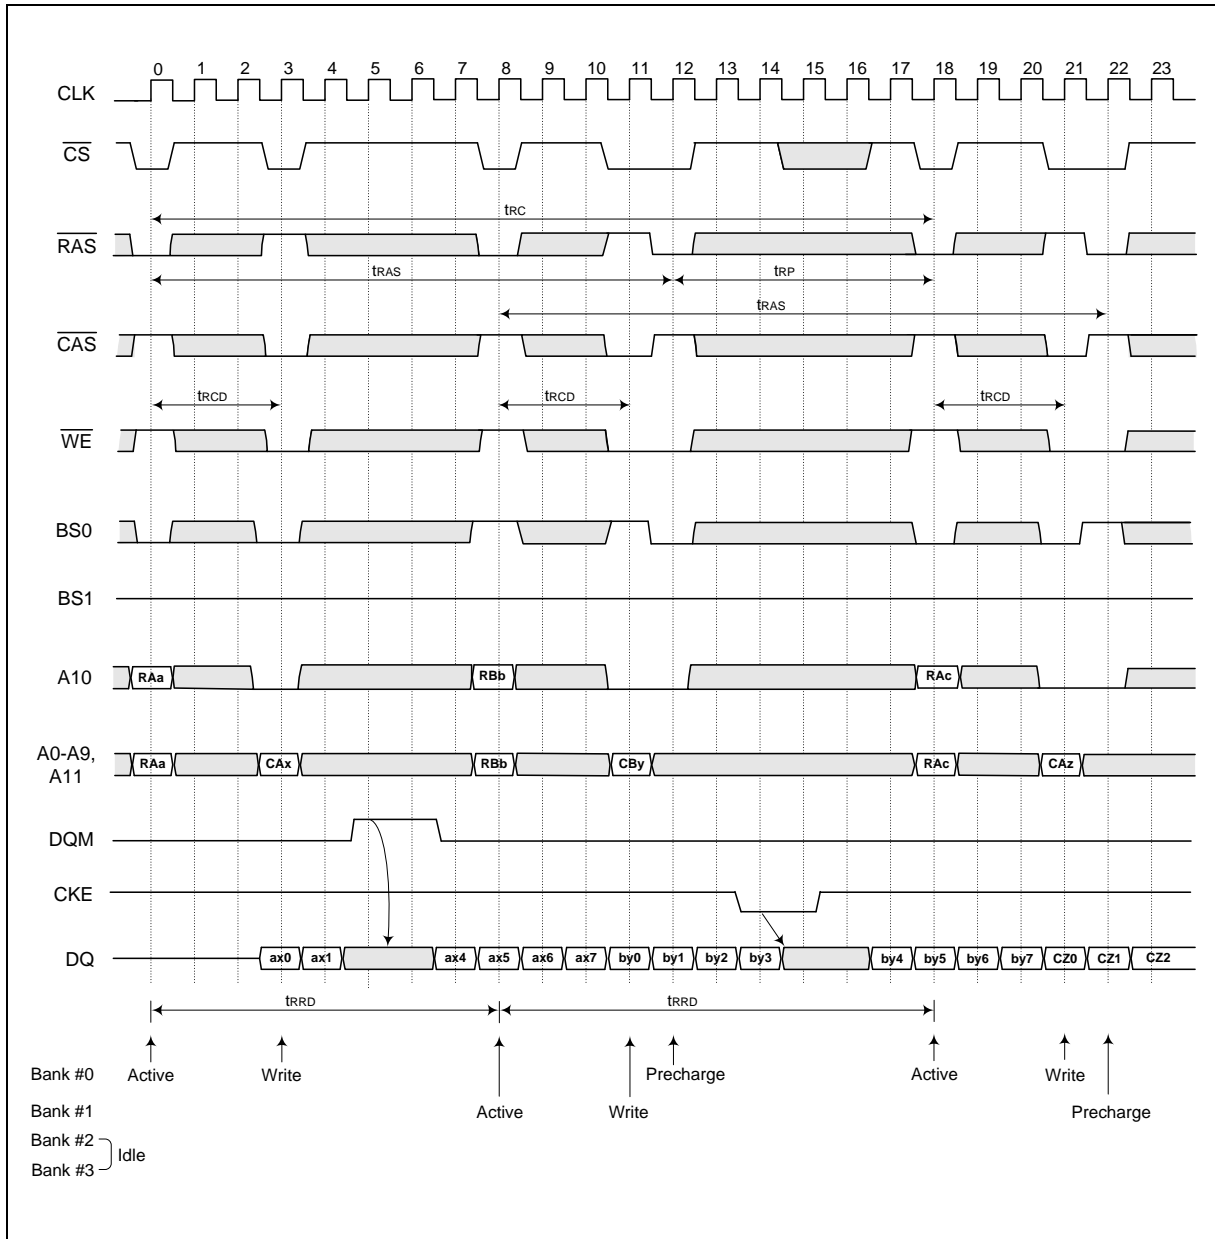 0 1 2 3 4 5 6 7 8 9 10 11 12 13 14 15 16 17 18 19 20 21 22 23
CLK
CS
tRC
RAS
tRAS tRP
tRAS
CAS
tRCD tRCD tRCD
WE
BS0
BS1
A10 RAa RBb RAc
A0-A9,
A11
RAa CAx RBb CBy RAc CAz
DQM
CKE
DQ ax0 ax1 ax4 ax5 ax6 ax7 by0 by1 by2 by3 by4 by5 by6 by7 CZ0 CZ1 CZ2
tRRD tRRD
Bank #0 Active Write Precharge Active Write
Bank #1 Active Write Precharge
Bank #2
Idle
Bank #3